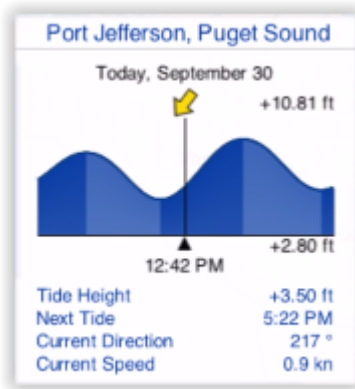 Port Jefferson, Puget Sound
Today, September 30
+10.81 ft
+2.80 ft
12:42 PM
Tide Height +3.50 ft
Next Tide 5:22 PM
Current Direction 217 °
Current Speed 0.9 kn